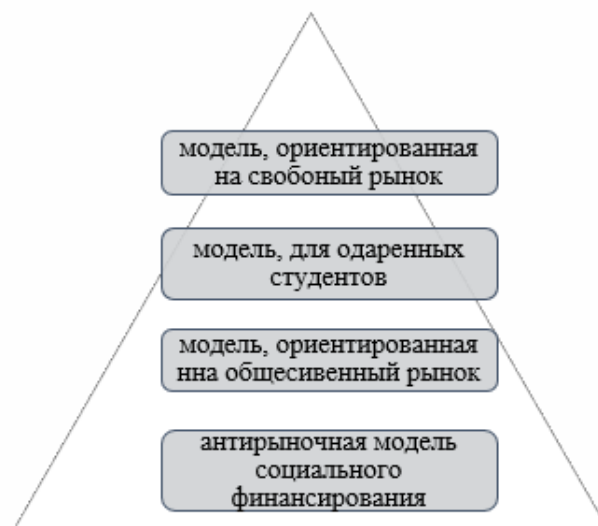 модель, ориентированная
на свобоный рынок
модель, для одаренных
студентов
модель, ориентированная
нна общесивенный рынок
антирыночная модель
социального
финансирования